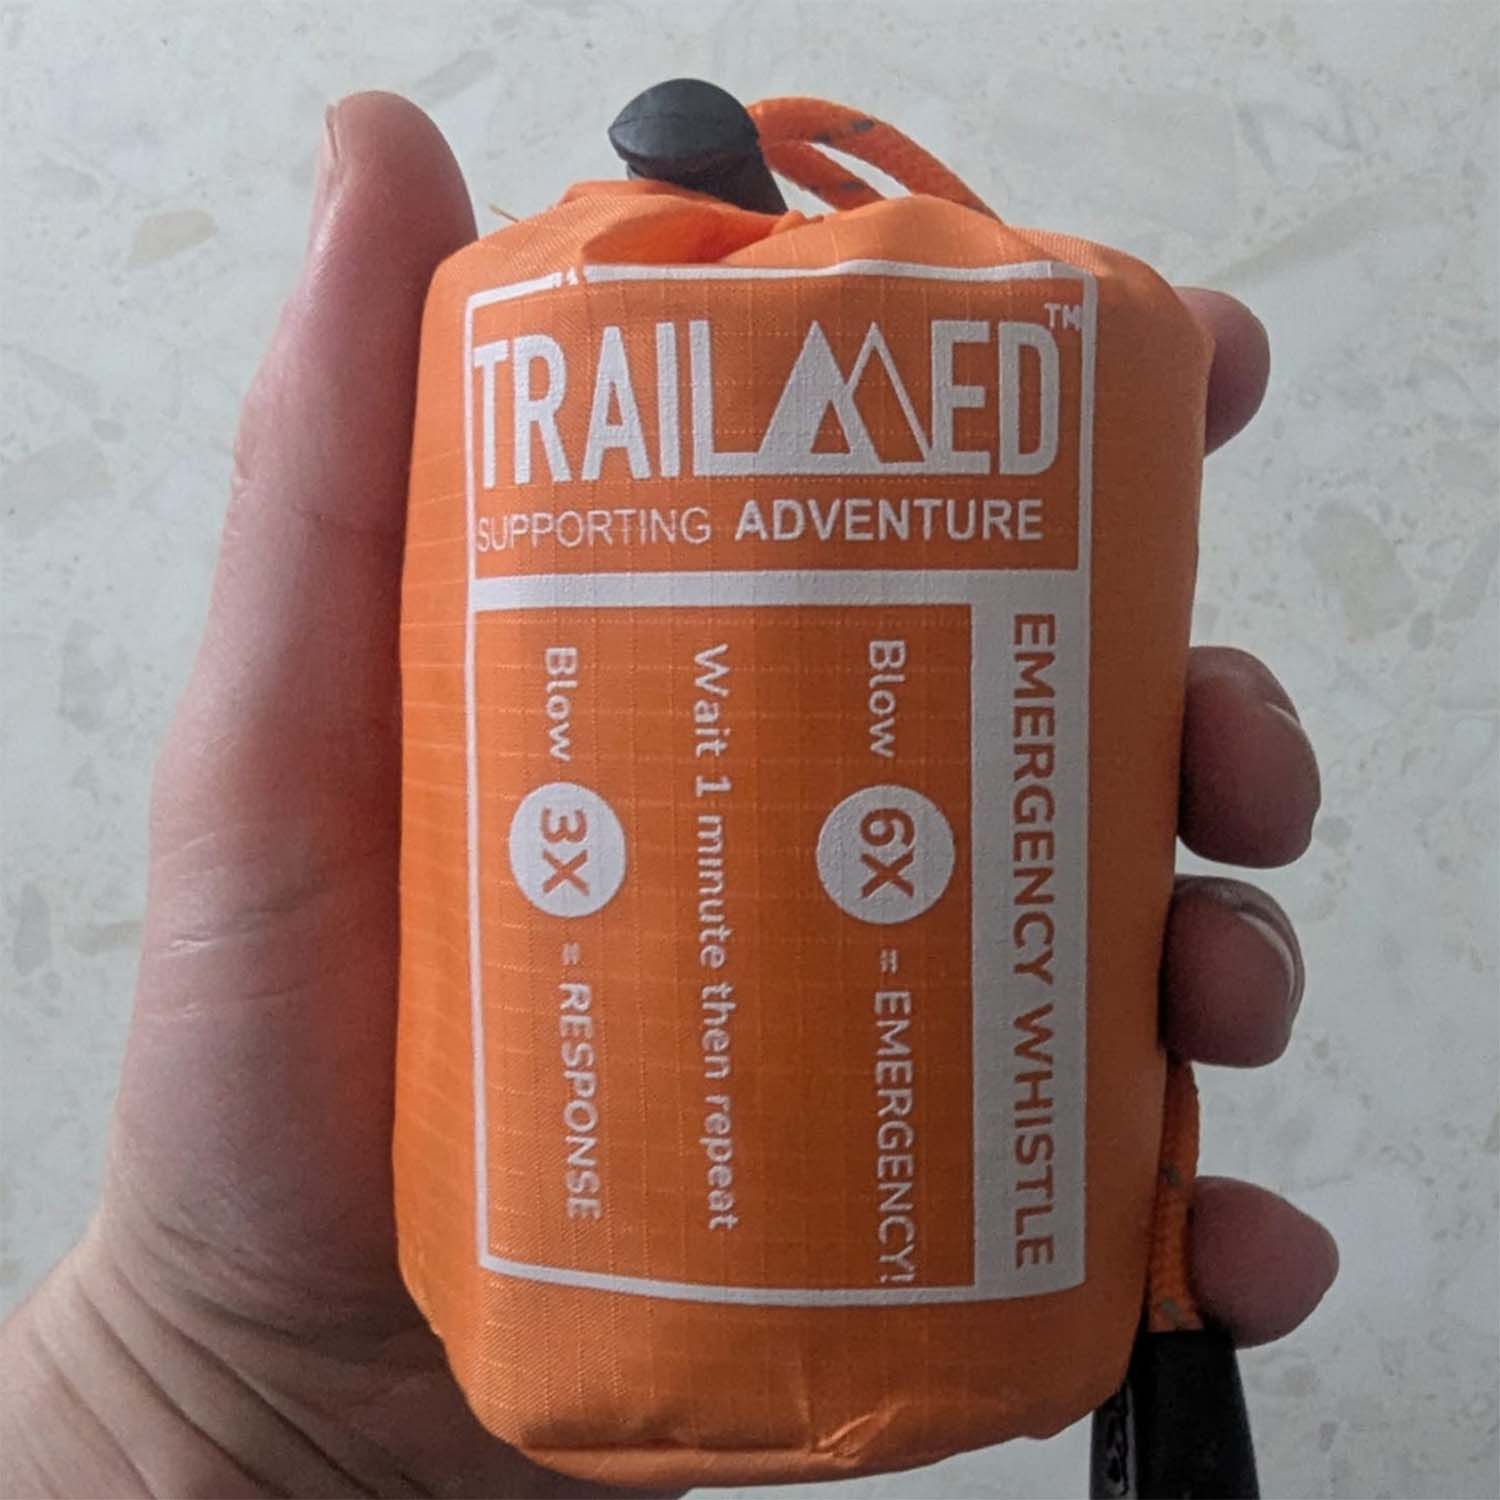 TRAILMED™
SUPPORTING ADVENTURE
EMERGENCY WHISTLE
Blow 6X = EMERGENCY!
Wait 1 minute then repeat
Blow 3X = RESPONSE